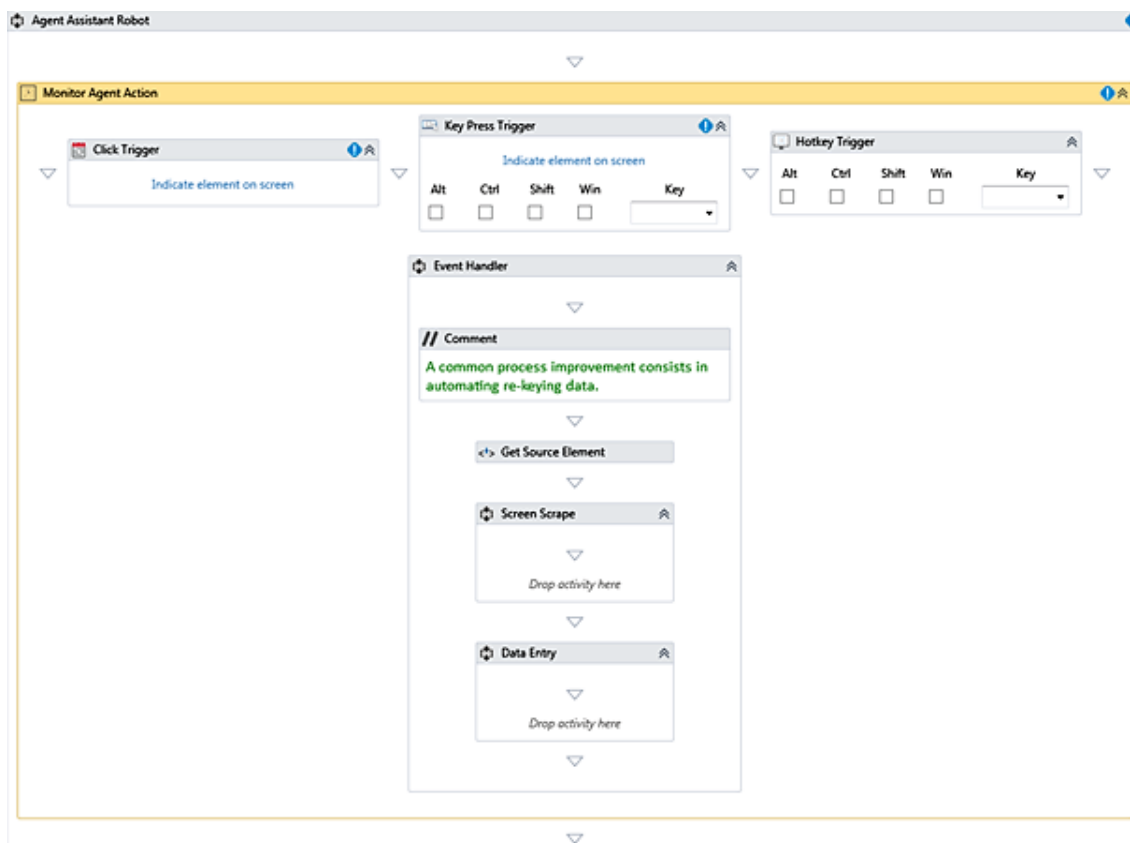 Agent Assistant Robot
Monitor Agent Action
Click Trigger
Indicate element on screen
Key Press Trigger
Indicate element on screen
Alt Ctrl Shift Win Key
Hotkey Trigger
Alt Ctrl Shift Win Key
Event Handler
// Comment
A common process improvement consists in
automating re-keying data.
Get Source Element
Screen Scrape
Drop activity here
Data Entry
Drop activity here